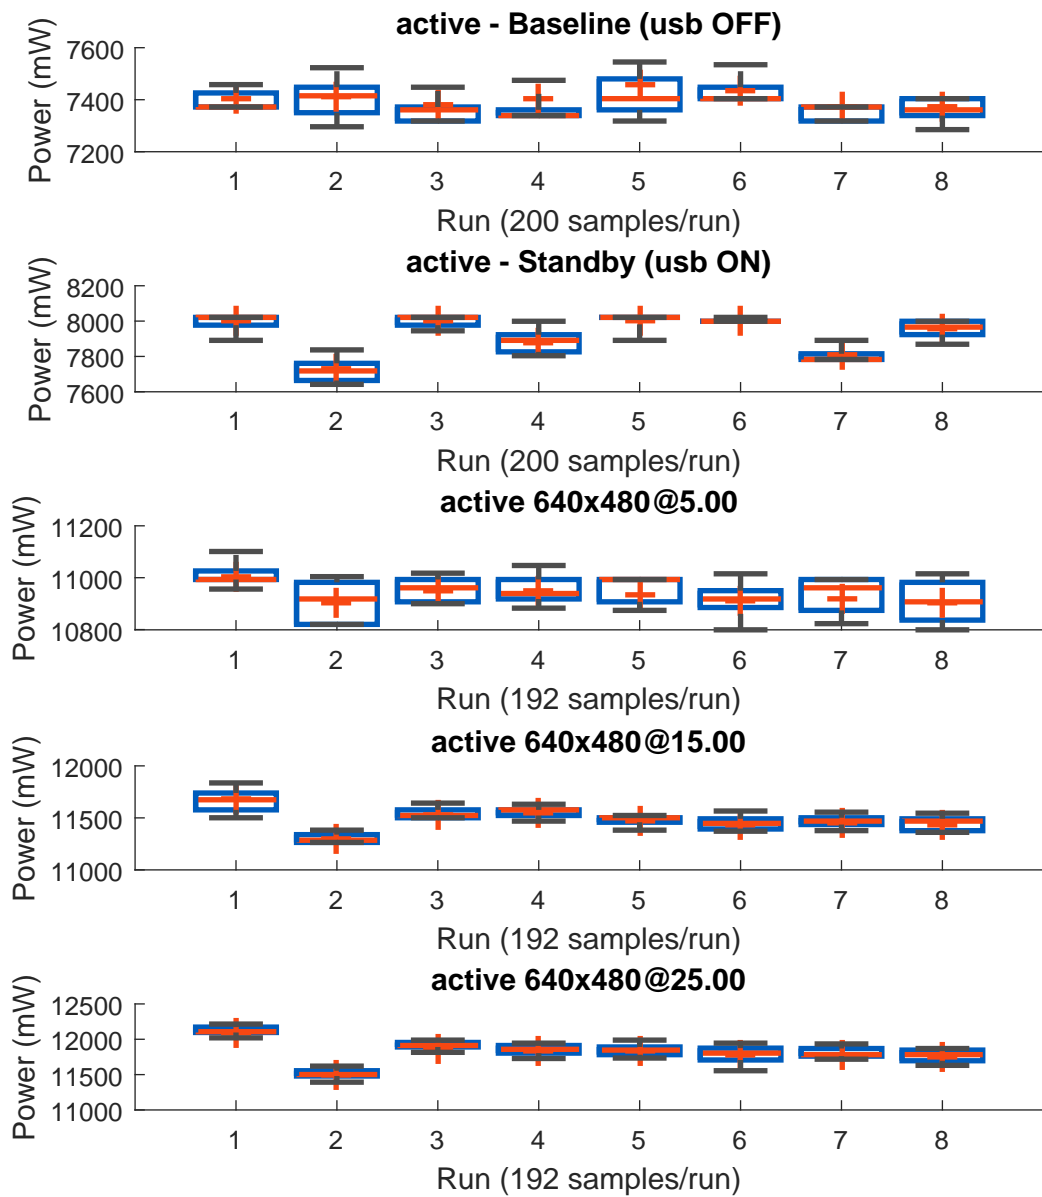 active - Baseline (usb OFF)
Power (mW)
7600
7400
7200
1 2 3 4 5 6 7 8
Run (200 samples/run)
active - Standby (usb ON)
Power (mW)
8200
8000
7800
7600
1 2 3 4 5 6 7 8
Run (200 samples/run)
active 640x480@5.00
Power (mW)
11200
11000
10800
1 2 3 4 5 6 7 8
Run (192 samples/run)
active 640x480@15.00
Power (mW)
12000
11500
11000
1 2 3 4 5 6 7 8
Run (192 samples/run)
active 640x480@25.00
Power (mW)
12500
12000
11500
11000
1 2 3 4 5 6 7 8
Run (192 samples/run)